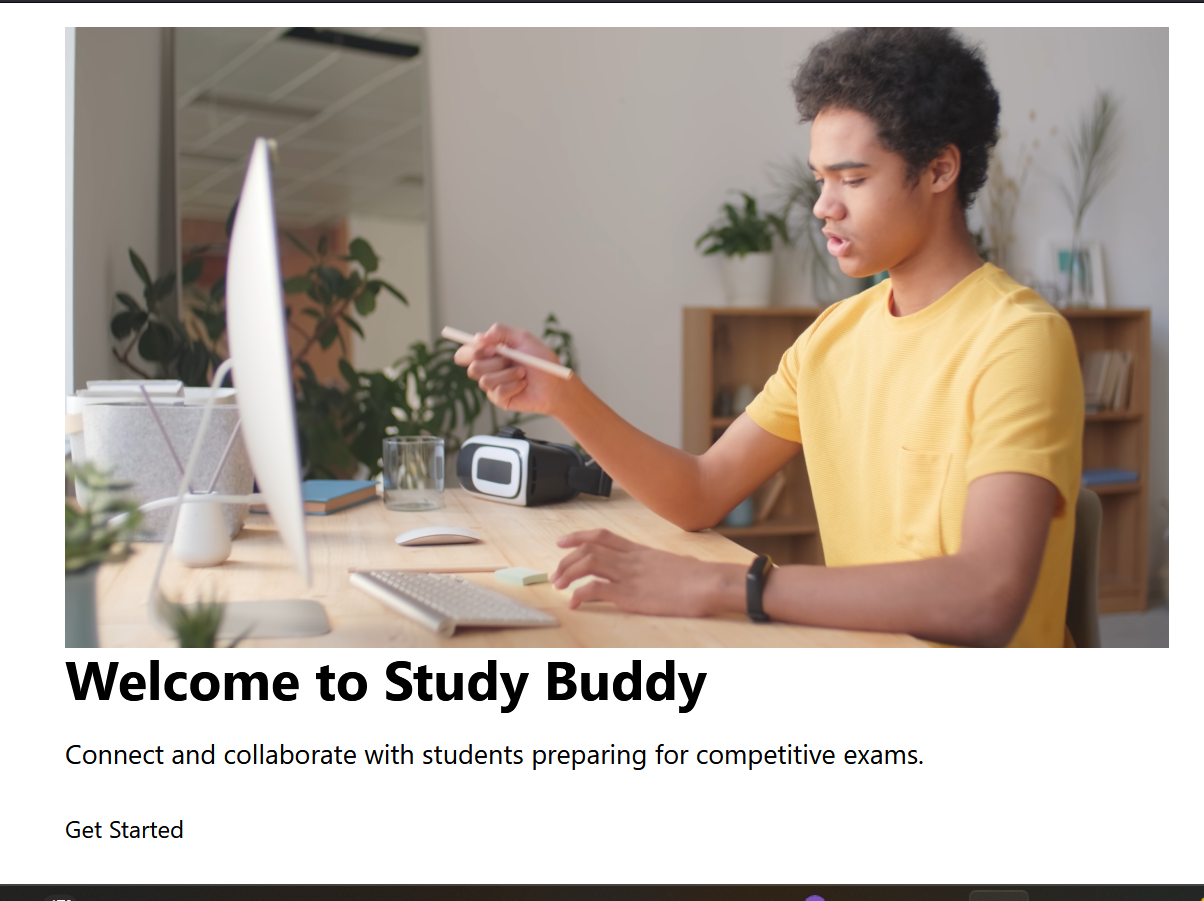 Welcome to Study Buddy
Connect and collaborate with students preparing for competitive exams.
Get Started